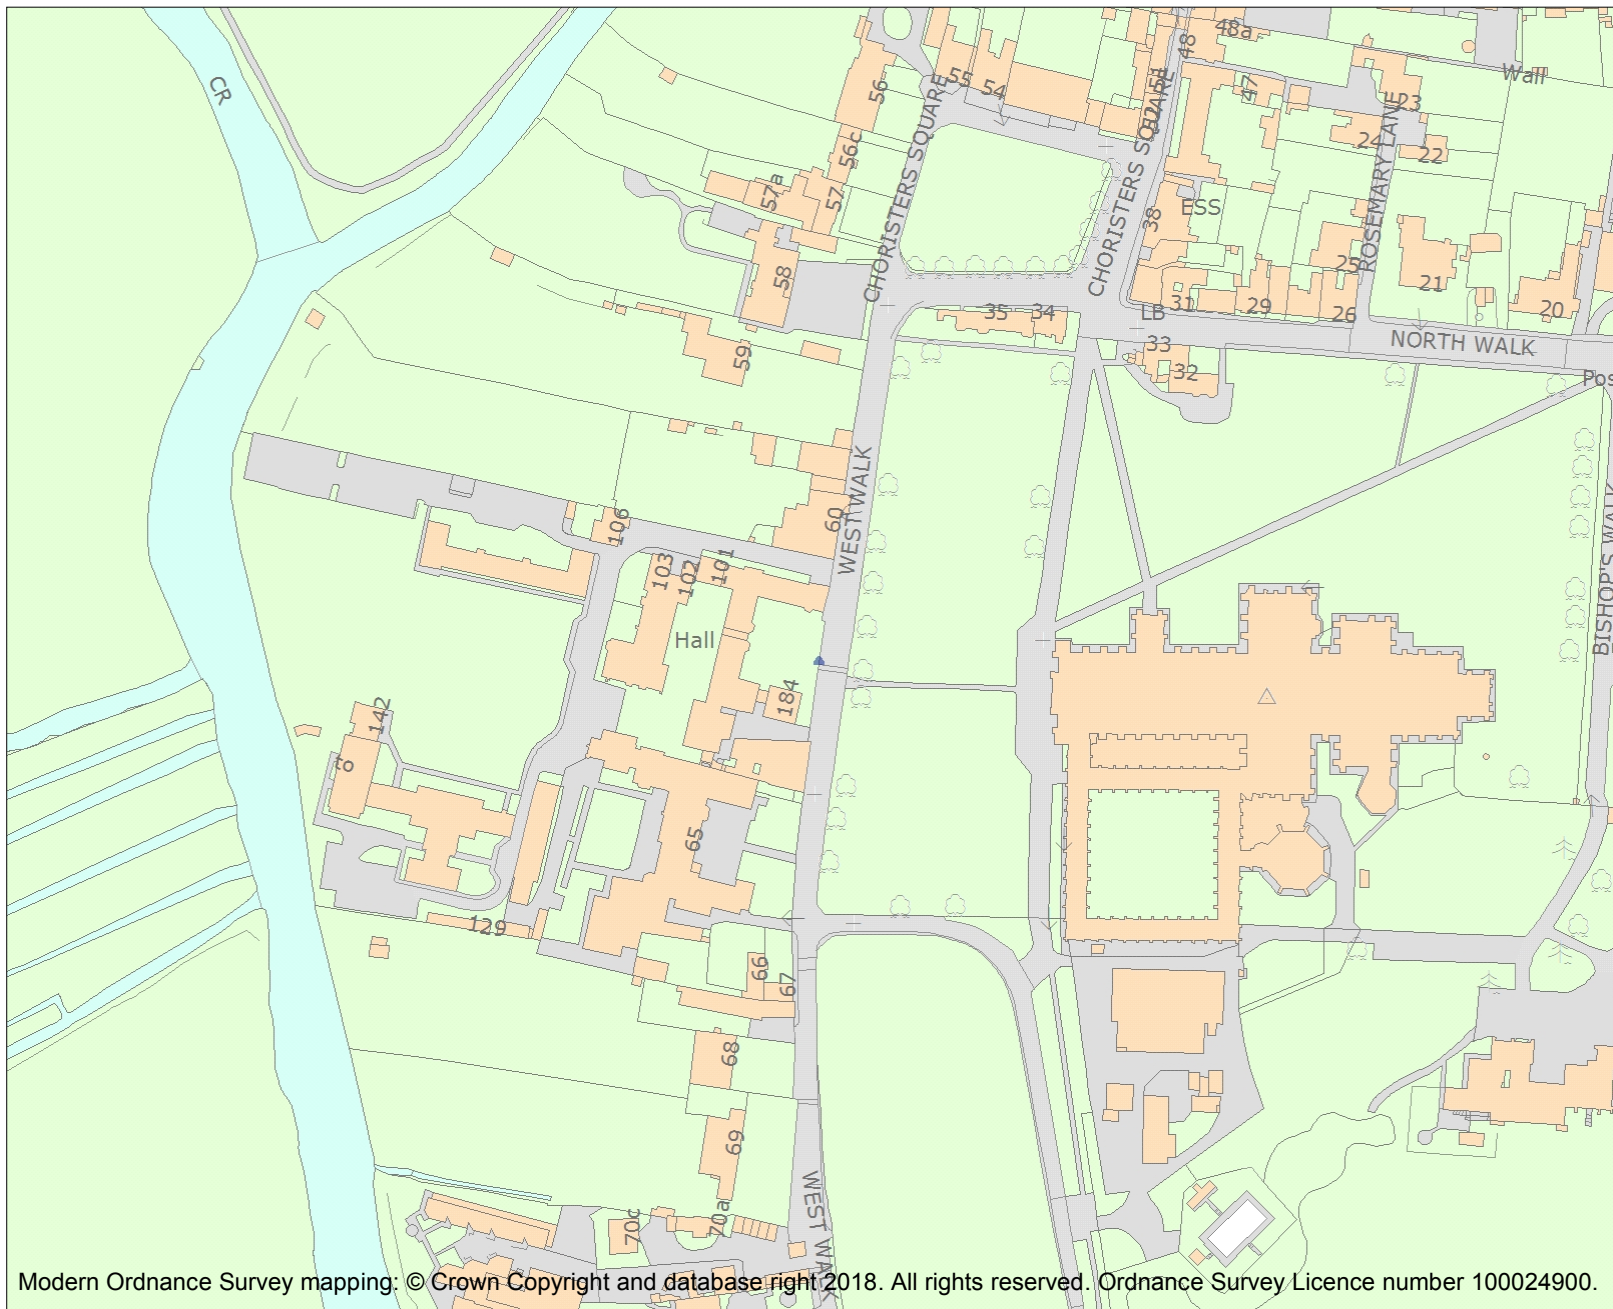 CR
48
48a
Wall
55
54
51
56
47
23
CHORISTERS SQUARE
CHORISTERS SQUARE
ROSEMARY LANE
24
22
56c
57a
57
38
ESS
58
25
21
35
34
LB
31
29
26
20
33
NORTH WALK
59
32
WEST WALK
60
106
103
102
101
BISHOP'S WALK
Hall
184
142
to
65
129
66
67
68
69
70c
70a
WEST WALK
Modern Ordnance Survey mapping: © Crown Copyright and database right 2018. All rights reserved. Ordnance Survey Licence number 100024900.